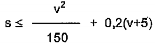 s ≤ v²/150 + 0,2(v+5)